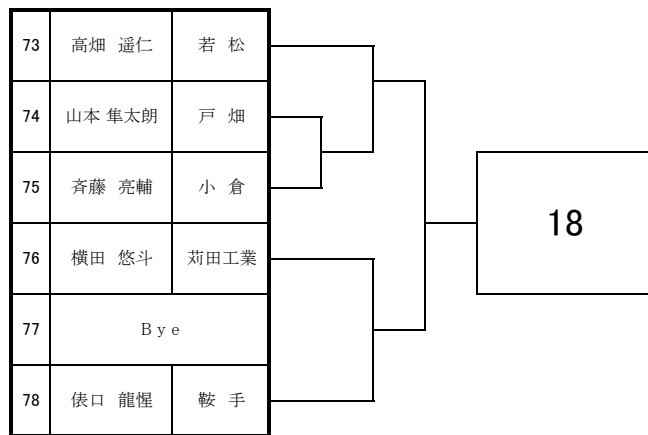 73 高畑 遥仁 若 松
74 山本 隼太朗 戸 畑
75 斉藤 亮輔 小 倉
76 横田 悠斗 苅田工業
77 Bye
78 俵口 龍惺 鞍 手
18